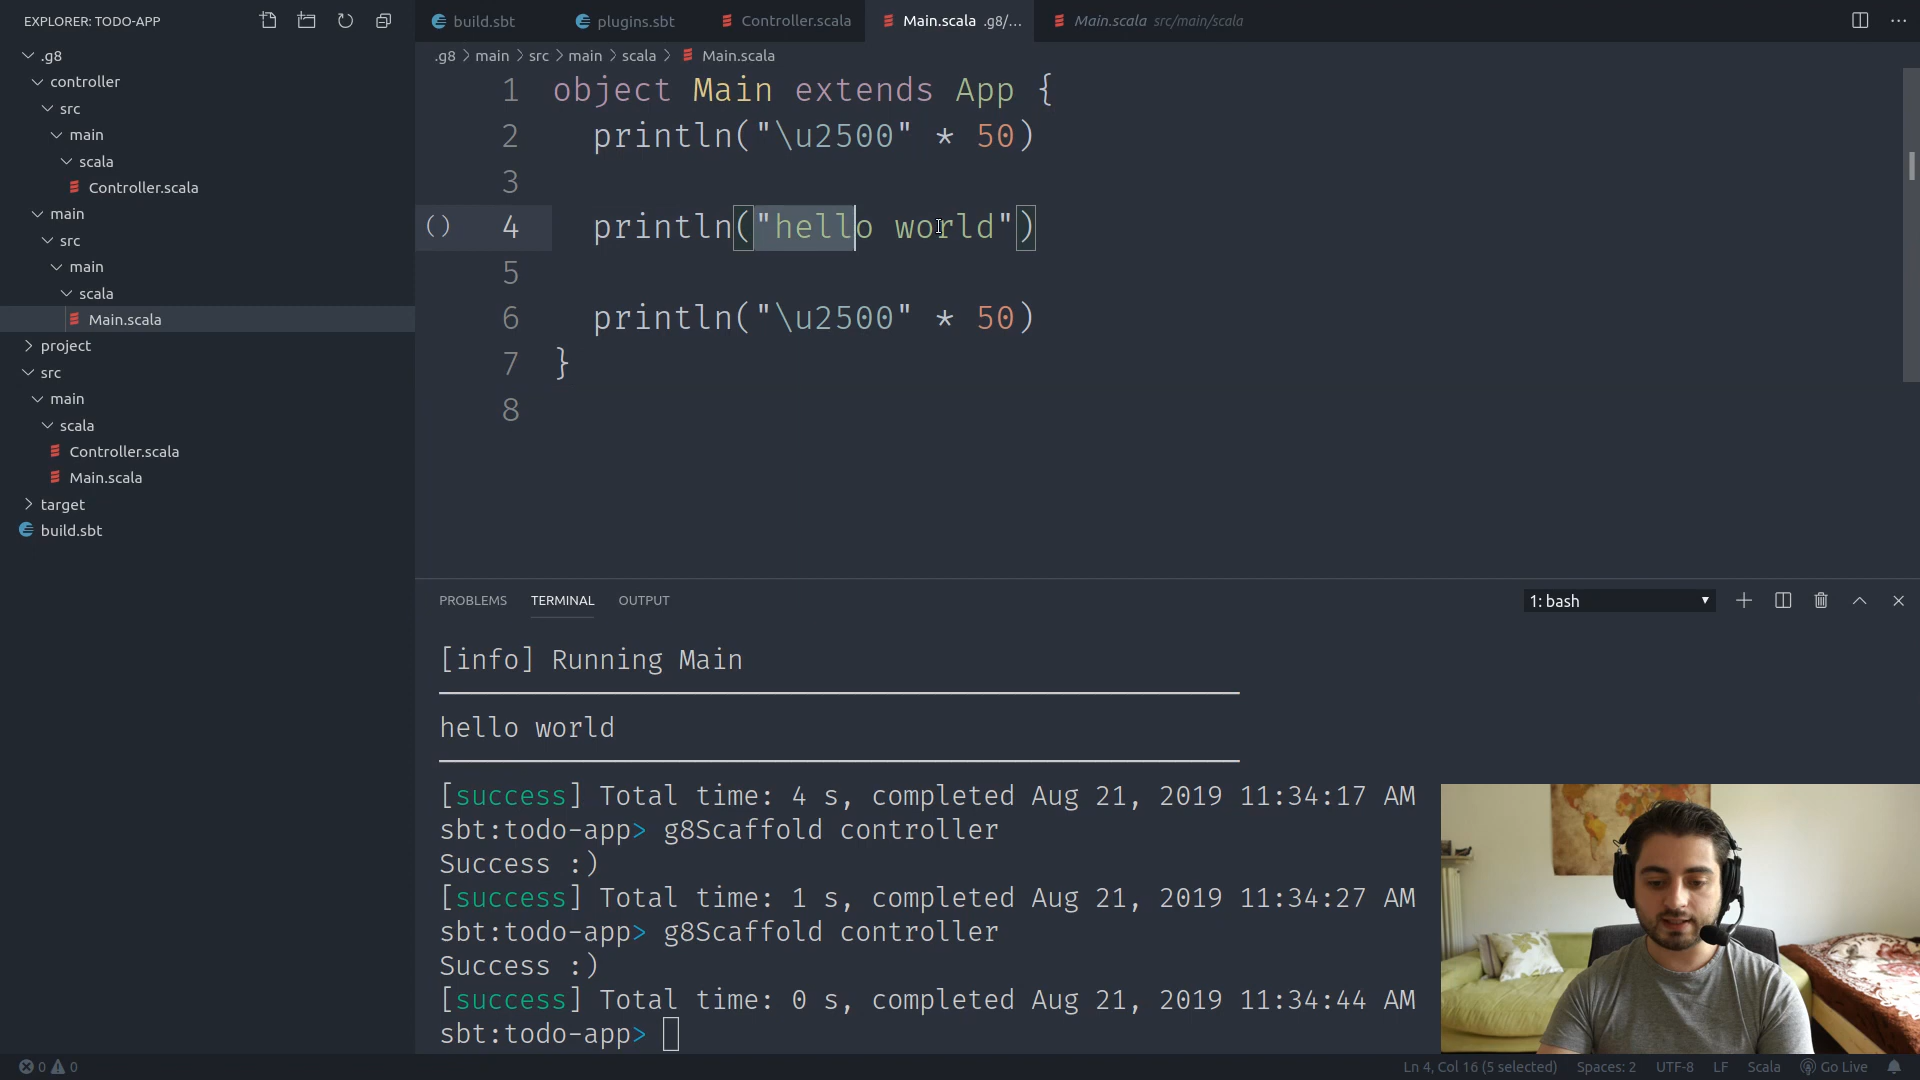 EXPLORER: TODO-APP
.g8
controller
src
main
scala
Controller.scala
main
src
main
scala
Main.scala
project
src
main
scala
Controller.scala
Main.scala
target
build.sbt
build.sbt
plugins.sbt
Controller.scala
Main.scala .g8/...
Main.scala src/main/scala
.g8 > main > src > main > scala > Main.scala
1 object Main extends App {
2 println("\u2500" * 50)
3
() 4 println("hello world")
5
6 println("\u2500" * 50)
7 }
8
PROBLEMS TERMINAL OUTPUT
1: bash
[info] Running Main
──────────────────────────────────────────────────
hello world
──────────────────────────────────────────────────
[success] Total time: 4 s, completed Aug 21, 2019 11:34:17 AM
sbt:todo-app> g8Scaffold controller
Success :)
[success] Total time: 1 s, completed Aug 21, 2019 11:34:27 AM
sbt:todo-app> g8Scaffold controller
Success :)
[success] Total time: 0 s, completed Aug 21, 2019 11:34:44 AM
sbt:todo-app>
0 0
Ln 4, Col 16 (5 selected) Spaces: 2 UTF-8 LF Scala Go Live